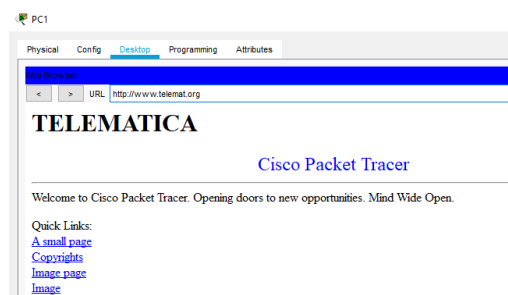 PC1
Physical Config Desktop Programming Attributes
Web Browser
< > URL http://www.telemat.org
TELEMATICA
Cisco Packet Tracer
Welcome to Cisco Packet Tracer. Opening doors to new opportunities. Mind Wide Open.
Quick Links:
A small page
Copyrights
Image page
Image